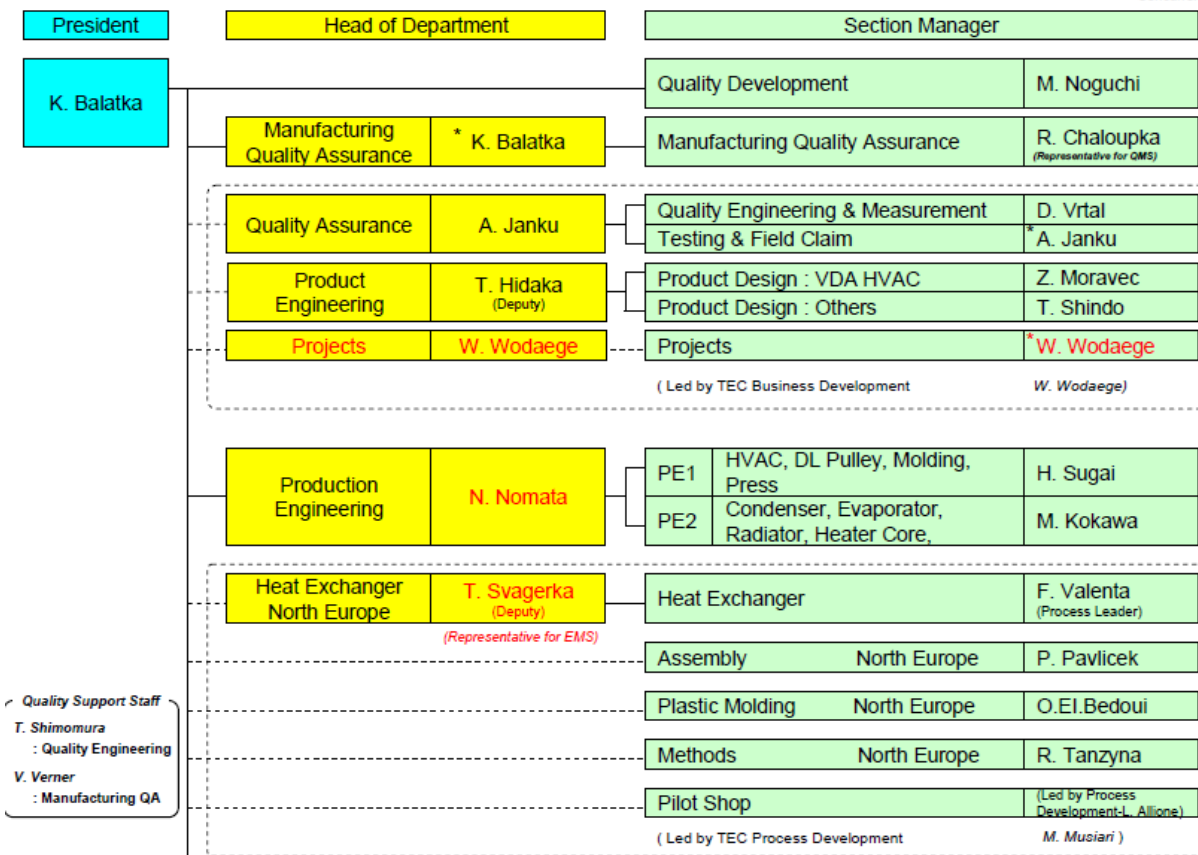 President
Head of Department
Section Manager
K. Balatka
Quality Development
M. Noguchi
Manufacturing
Quality Assurance
* K. Balatka
Manufacturing Quality Assurance
R. Chaloupka
(Representative for QMS)
Quality Assurance
A. Janku
Quality Engineering & Measurement
D. Vrtal
Testing & Field Claim
*A. Janku
Product
Engineering
T. Hidaka
(Deputy)
Product Design : VDA HVAC
Z. Moravec
Product Design : Others
T. Shindo
Projects
W. Wodaege
Projects
*W. Wodaege
( Led by TEC Business Development
W. Wodaege)
Production
Engineering
N. Nomata
PE1
HVAC, DL Pulley, Molding,
Press
H. Sugai
PE2
Condenser, Evaporator,
Radiator, Heater Core,
M. Kokawa
Heat Exchanger
North Europe
T. Svagerka
(Deputy)
(Representative for EMS)
Heat Exchanger
F. Valenta
(Process Leader)
Assembly North Europe
P. Pavlicek
Plastic Molding North Europe
O.El.Bedoui
Methods North Europe
R. Tanzyna
Pilot Shop
(Led by Process
Development-L. Allione)
( Led by TEC Process Development
M. Musiari )
Quality Support Staff
T. Shimomura
: Quality Engineering
V. Verner
: Manufacturing QA